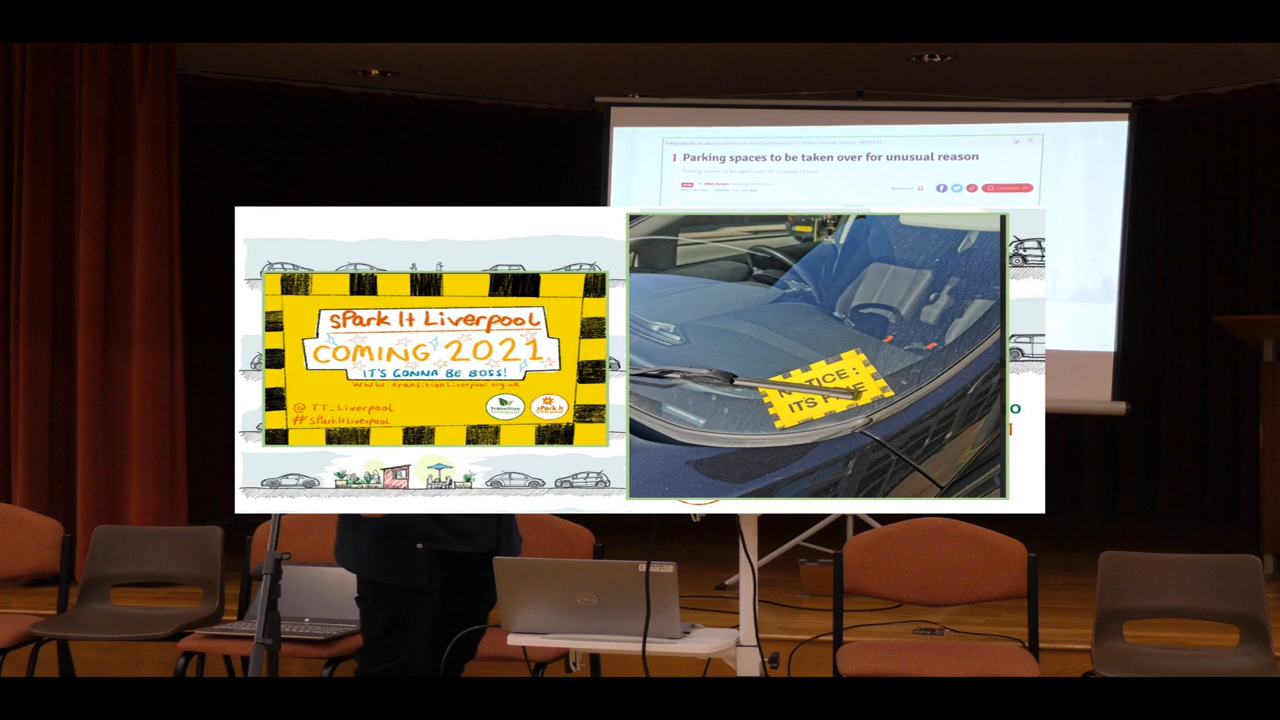 Parking spaces to be taken over for unusual reason
Parking spaces to be taken over for unusual reason
sPark It Liverpool
COMING 2021
IT'S GONNA BE BOSS!
www.transitionLiverpool.org.uk
@ TT_Liverpool
# SParkItLiverpool
Transition
Liverpool
sPark It
Liverpool
NOTICE:
IT'S